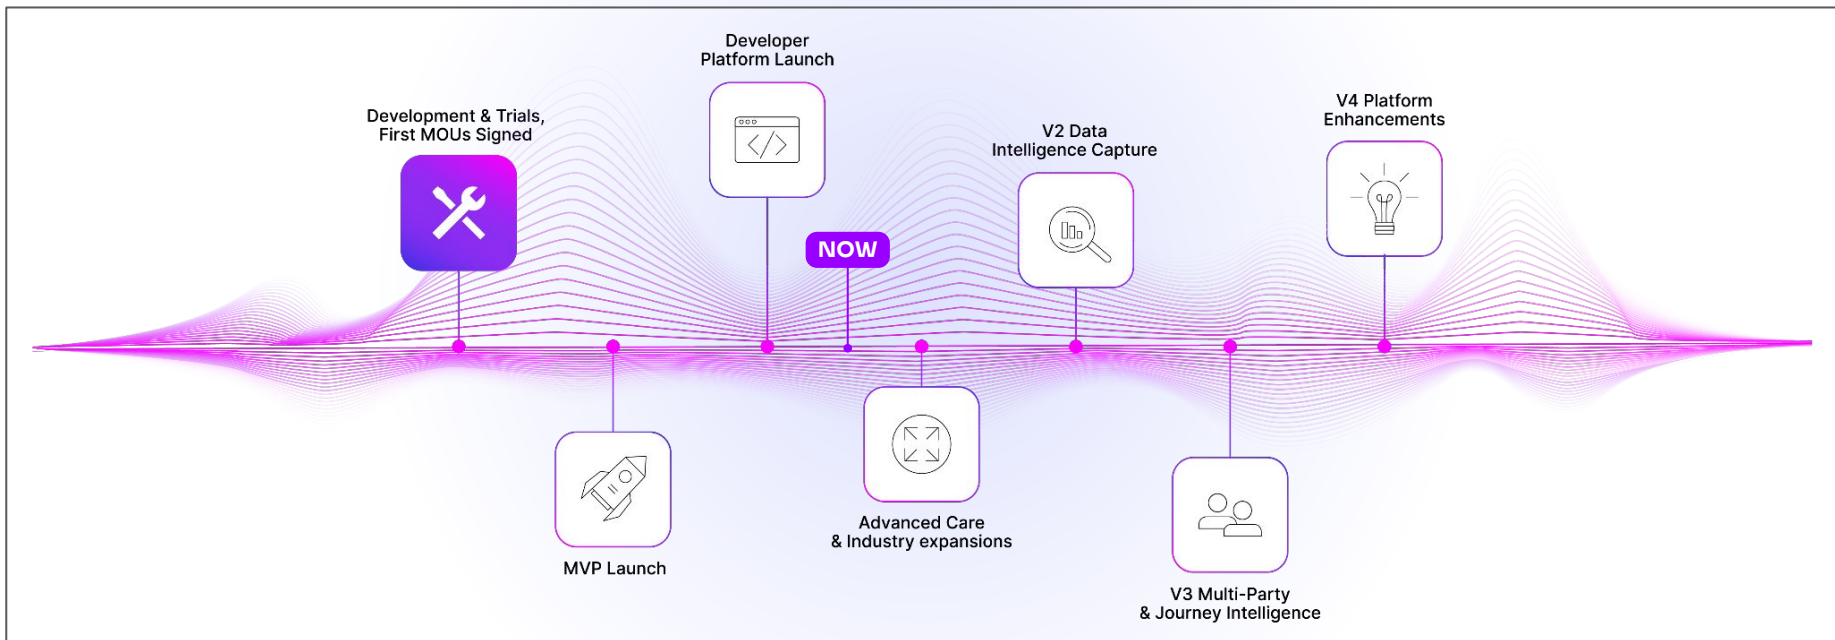 Developer
Platform Launch
Development & Trials,
First MOUs Signed
V2 Data
Intelligence Capture
V4 Platform
Enhancements
NOW
Advanced Care
& Industry expansions
MVP Launch
V3 Multi-Party
& Journey Intelligence